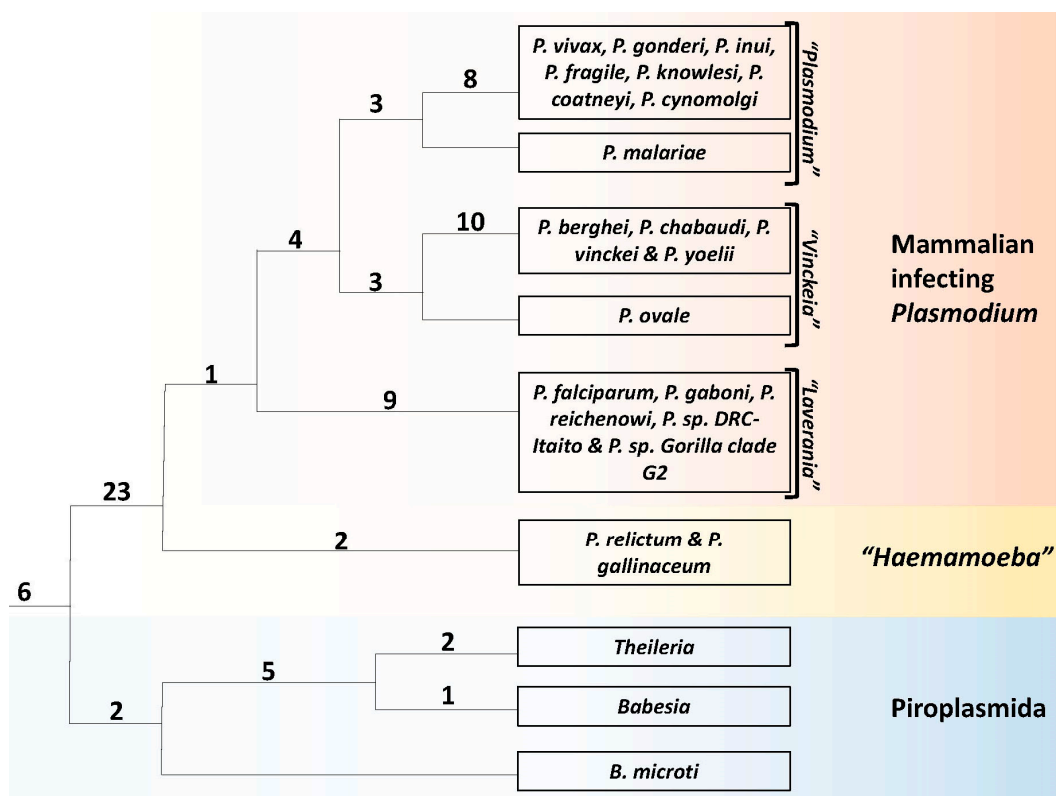 8
P. vivax, P. gonderi, P. inui,
P. fragile, P. knowlesi, P.
coatneyi, P. cynomolgi
3
P. malariae
"Plasmodium"
4
10
P. berghei, P. chabaudi, P.
vinckei & P. yoelii
3
P. ovale
"Vinckeia"
Mammalian
infecting
Plasmodium
1
9
P. falciparum, P. gaboni, P.
reichenowi, P. sp. DRC-
Itaito & P. sp. Gorilla clade
G2
"Laverania"
23
2
P. relictum & P.
gallinaceum
"Haemamoeba"
6
2
Theileria
5
1
Babesia
Piroplasmida
2
B. microti